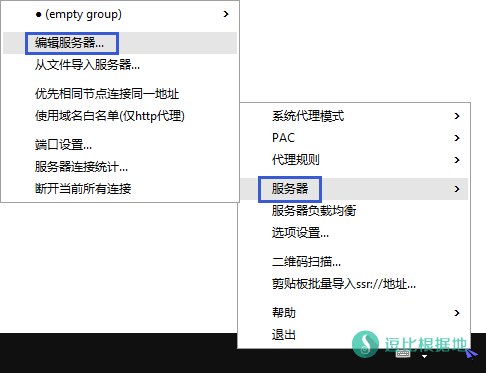 ● (empty group)
编辑服务器...
从文件导入服务器...
优先相同节点连接同一地址
使用域名白名单(仅http代理)
端口设置...
服务器连接统计...
断开当前所有连接
系统代理模式
PAC
代理规则
服务器
服务器负载均衡
选项设置...
二维码扫描...
剪贴板批量导入ssr://地址...
帮助
退出
逗比根据地